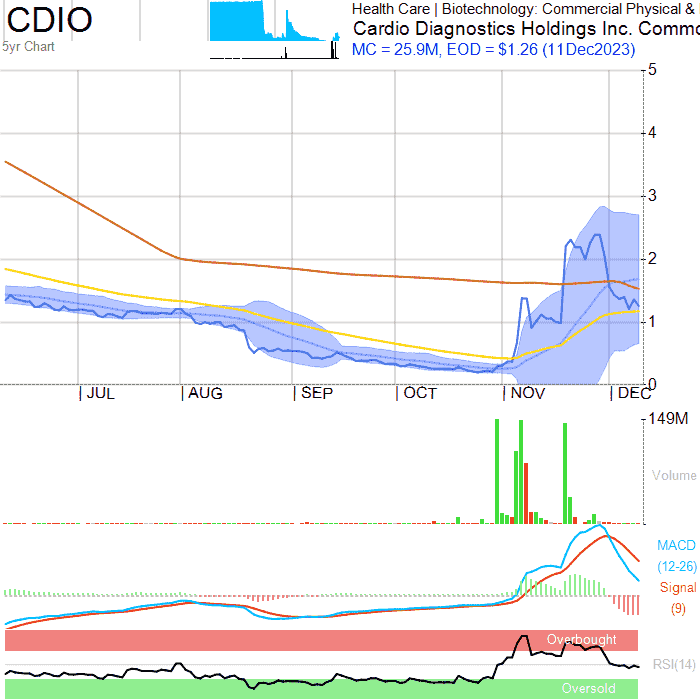 CDIO
5yr Chart
Health Care | Biotechnology: Commercial Physical &
Cardio Diagnostics Holdings Inc. Commo
MC = 25.9M, EOD = $1.26 (11Dec2023)
5
4
3
2
1
0
| JUL | AUG | SEP | OCT | NOV | DEC
149M
Volume
MACD
(12-26)
Signal
(9)
Overbought
RSI(14)
Oversold